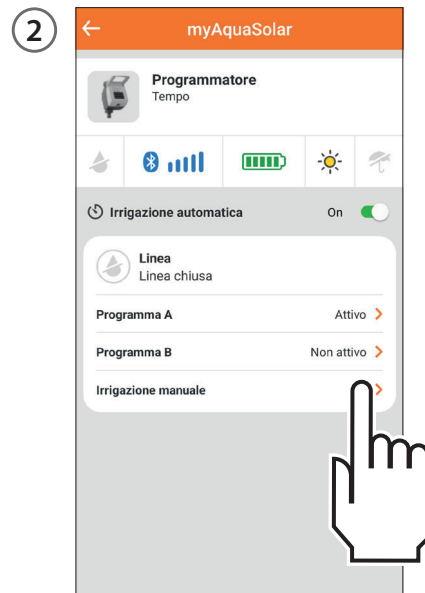 2
myAquaSolar
Programmatore
Tempo
Irrigazione automatica On
Linea
Linea chiusa
Programma A Attivo
Programma B Non attivo
Irrigazione manuale